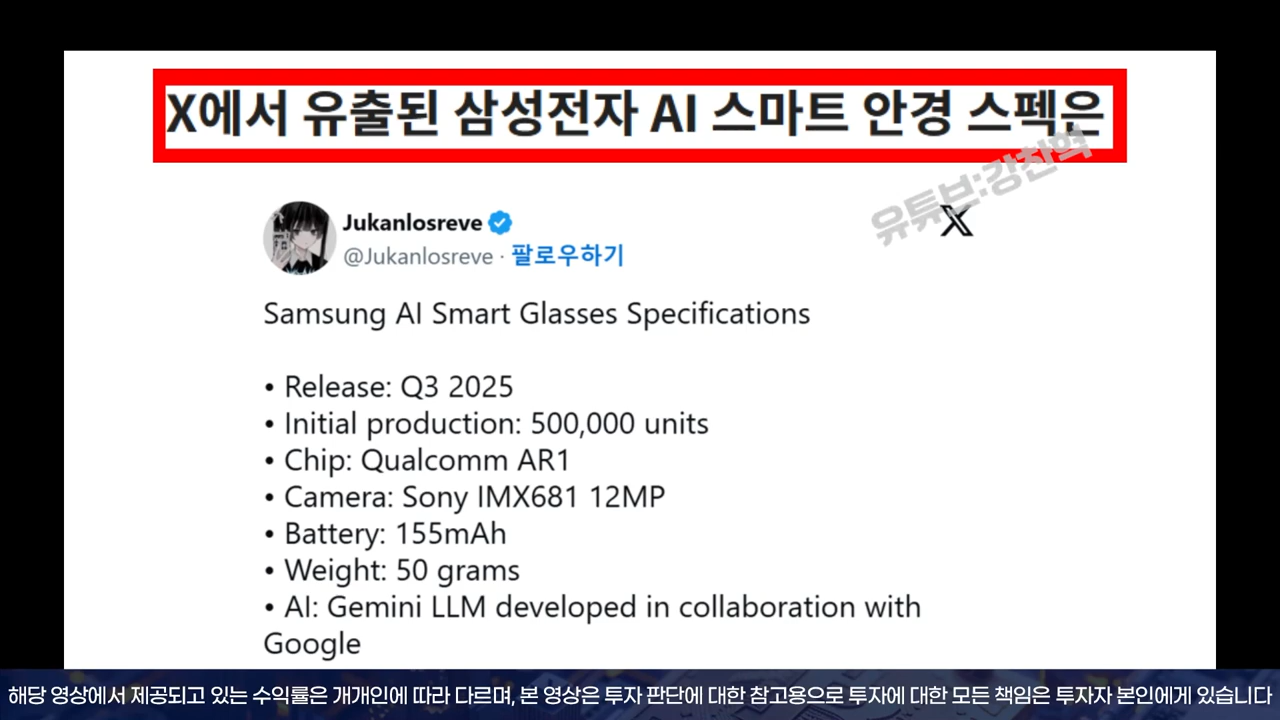 X에서 유출된 삼성전자 AI 스마트 안경 스펙은
유튜브:강찬혁
Jukanlosreve
@Jukanlosreve · 팔로우하기
Samsung AI Smart Glasses Specifications
• Release: Q3 2025
• Initial production: 500,000 units
• Chip: Qualcomm AR1
• Camera: Sony IMX681 12MP
• Battery: 155mAh
• Weight: 50 grams
• AI: Gemini LLM developed in collaboration with
Google
해당 영상에서 제공되고 있는 수익률은 개개인에 따라 다르며, 본 영상은 투자 판단에 대한 참고용으로 투자에 대한 모든 책임은 투자자 본인에게 있습니다